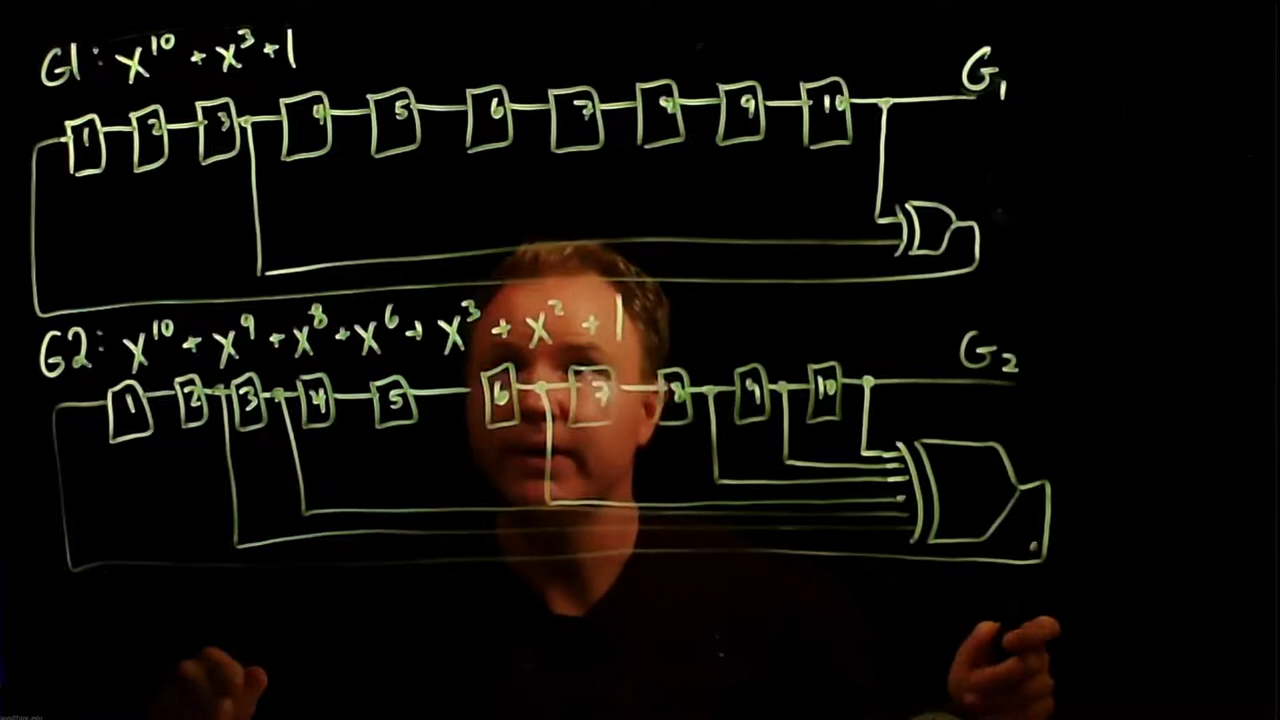 G1: x¹⁰ + x³ + 1
1 2 3 4 5 6 7 8 9 10 G₁
G2: x¹⁰ + x⁹ + x⁸ + x⁶ + x³ + x² + 1
1 2 3 4 5 6 7 8 9 10 G₂